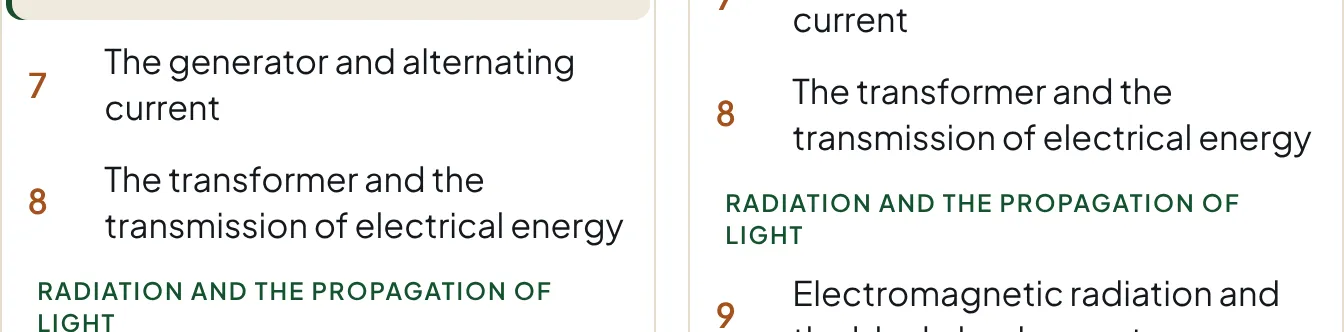 7
The generator and alternating
current
8
The transformer and the
transmission of electrical energy
RADIATION AND THE PROPAGATION OF
LIGHT
current
8
The transformer and the
transmission of electrical energy
RADIATION AND THE PROPAGATION OF
LIGHT
9
Electromagnetic radiation and